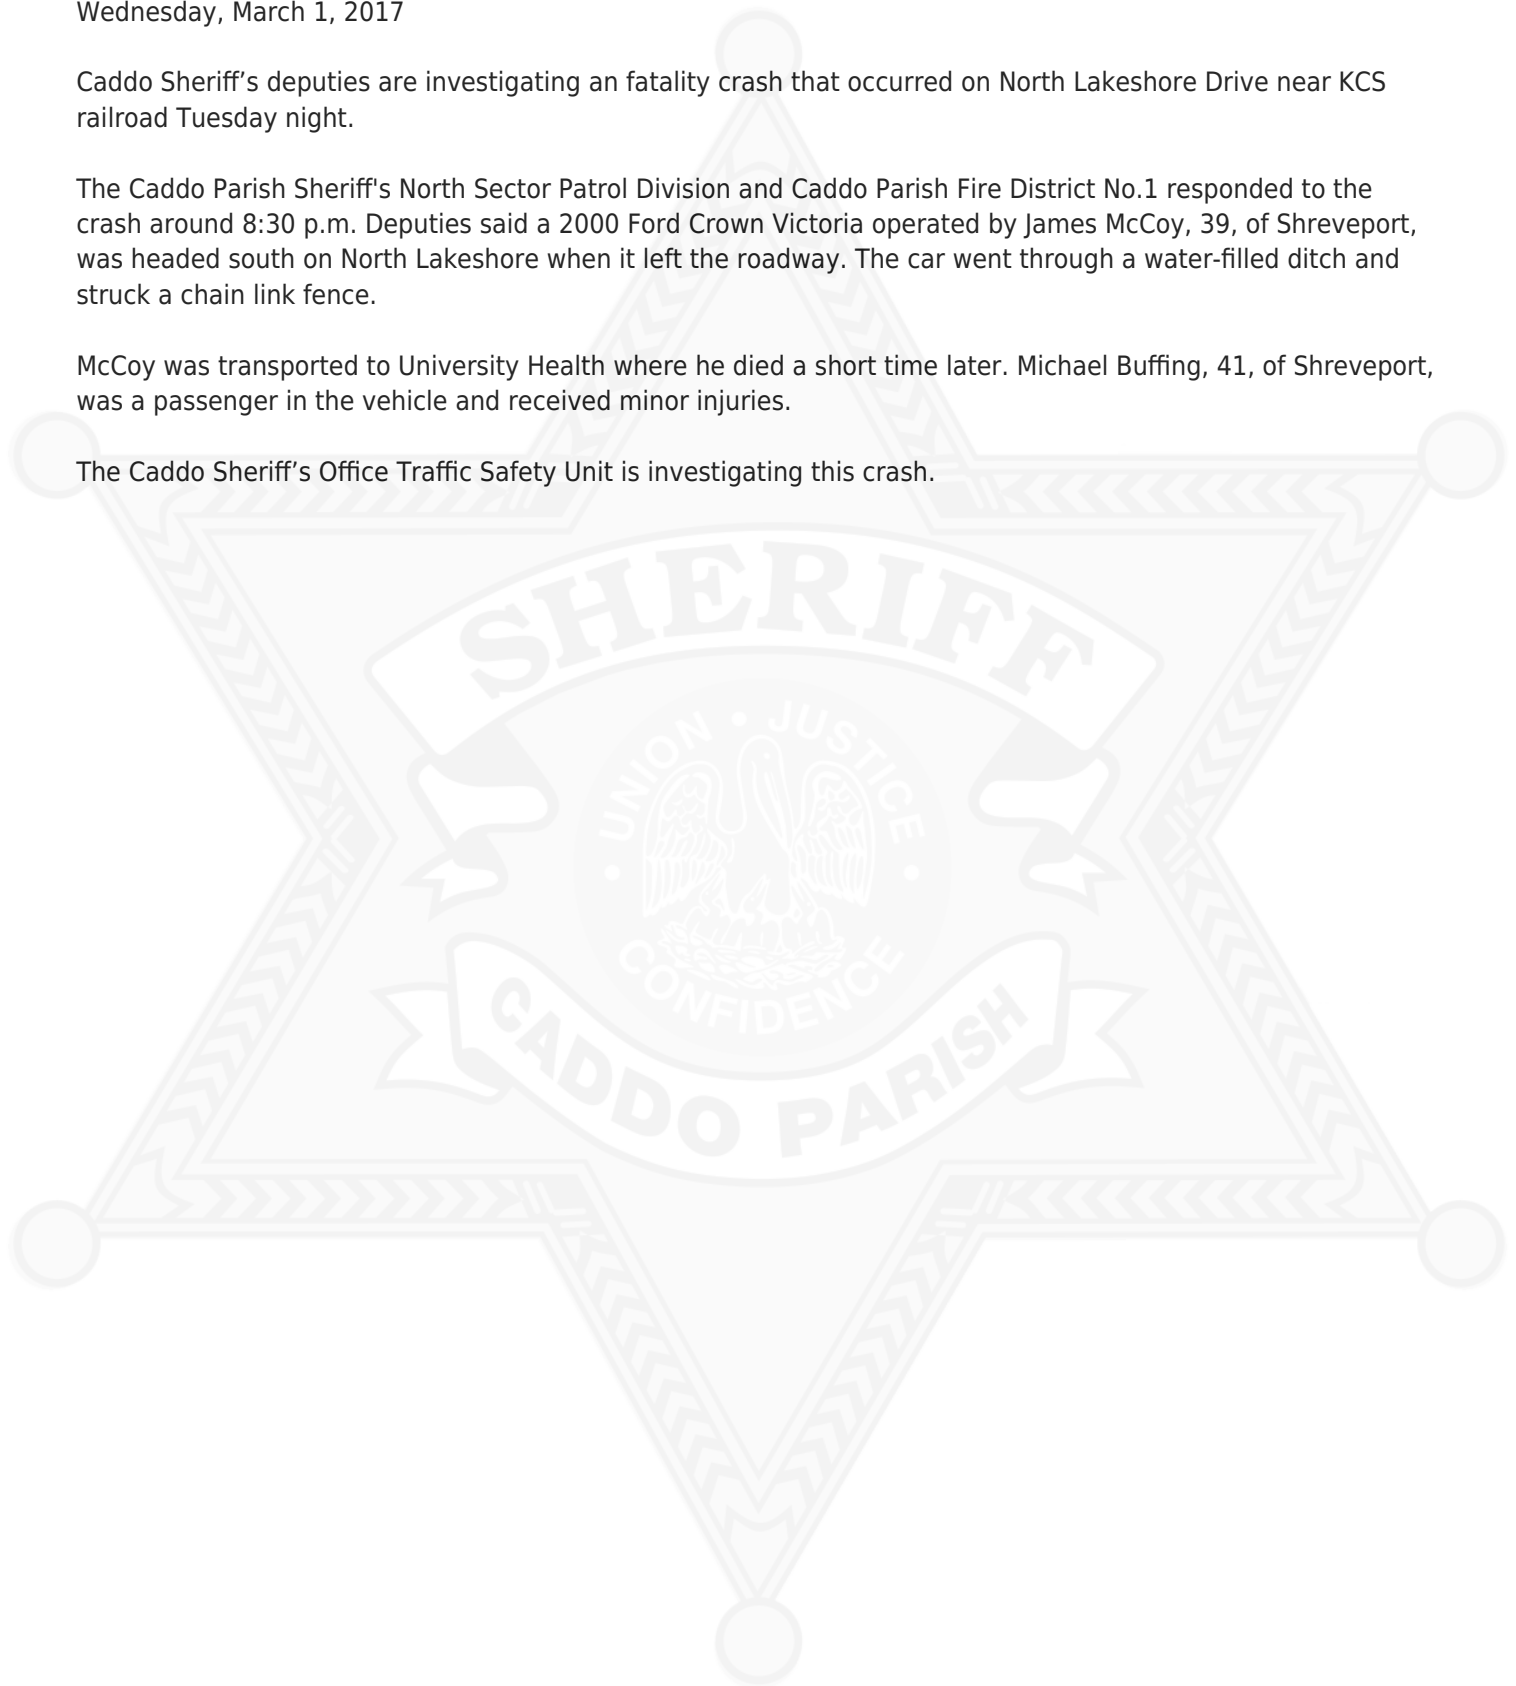 Wednesday, March 1, 2017
Caddo Sheriff’s deputies are investigating an fatality crash that occurred on North Lakeshore Drive near KCS
railroad Tuesday night.
The Caddo Parish Sheriff's North Sector Patrol Division and Caddo Parish Fire District No.1 responded to the
crash around 8:30 p.m. Deputies said a 2000 Ford Crown Victoria operated by James McCoy, 39, of Shreveport,
was headed south on North Lakeshore when it left the roadway. The car went through a water-filled ditch and
struck a chain link fence.
McCoy was transported to University Health where he died a short time later. Michael Buffing, 41, of Shreveport,
was a passenger in the vehicle and received minor injuries.
The Caddo Sheriff’s Office Traffic Safety Unit is investigating this crash.
SHERIFF
UNION • JUSTICE
• CONFIDENCE •
CADDO PARISH